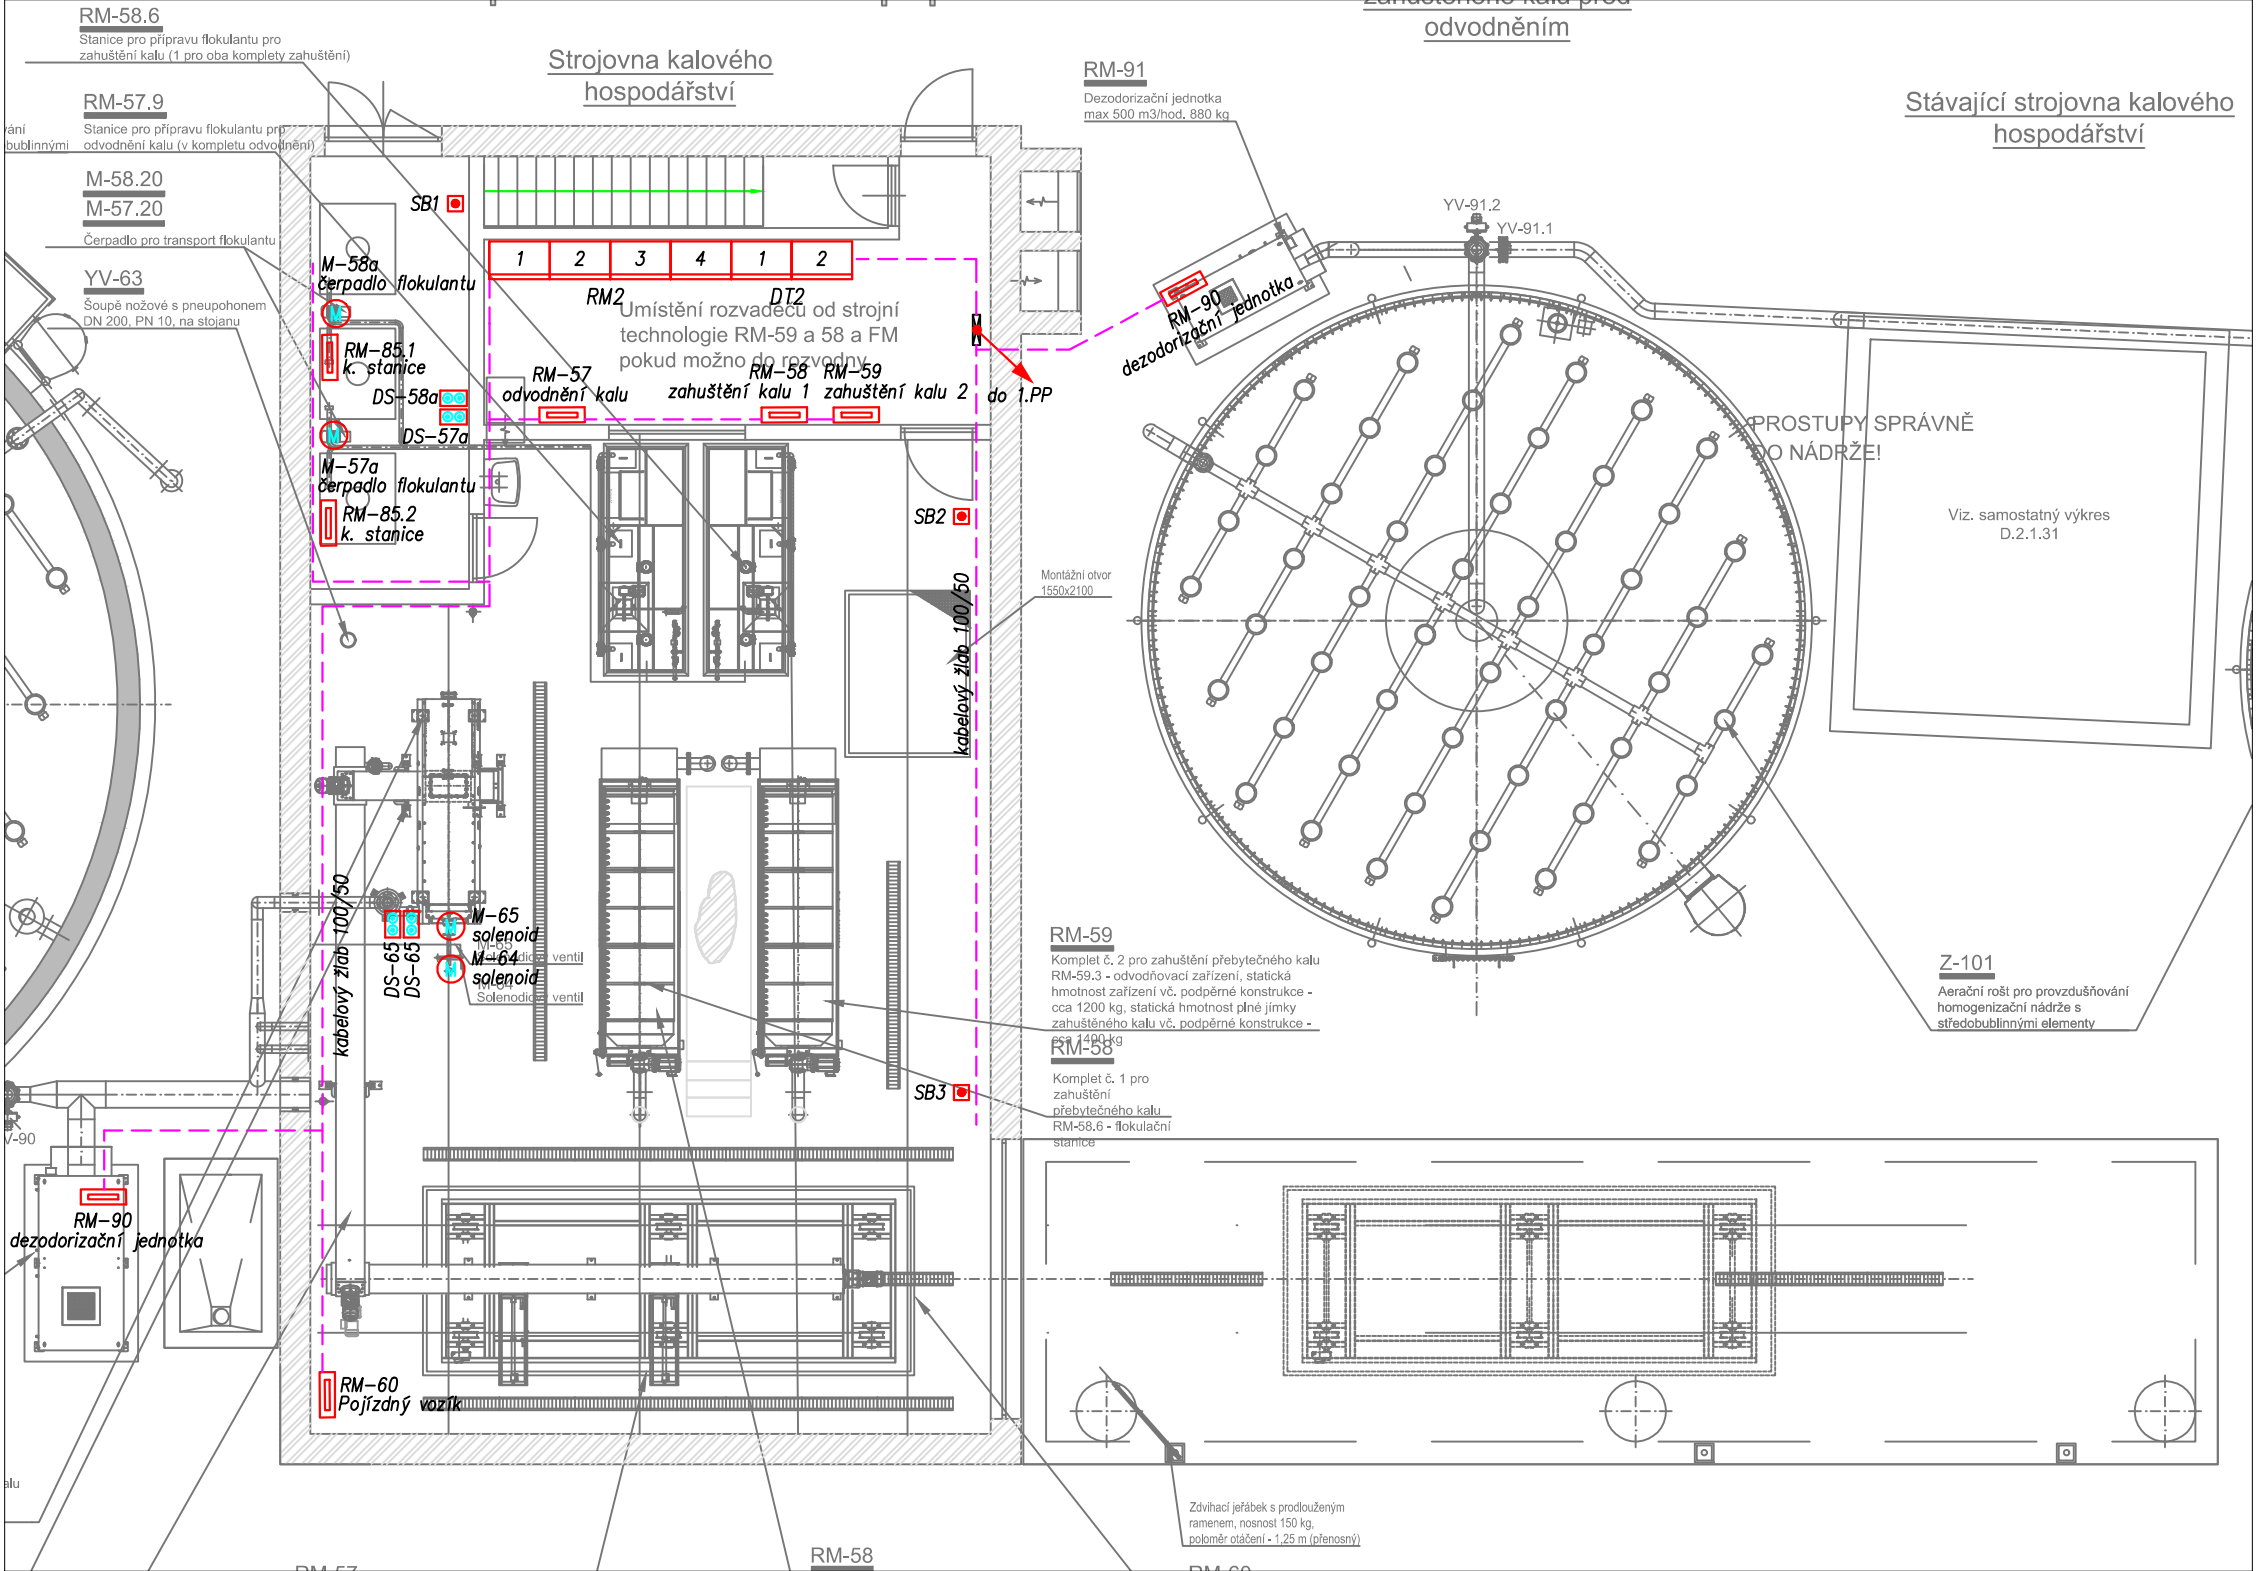 RM-58.6
Stanice pro přípravu flokulantu pro
zahuštění kalu (1 pro oba komplety zahuštění)
RM-57.9
Stanice pro přípravu flokulantu pro
odvodnění kalu (v kompletu odvodnění)
bublinnými
M-58.20
M-57.20
Čerpadlo pro transport flokulantu
YV-63
Šoupě nožové s pneupohonem
DN 200, PN 10, na stojanu
Strojovna kalového
hospodářství
odvodněním
RM-91
Dezodorizační jednotka
max 500 m3/hod. 880 kg
Stávající strojovna kalového
hospodářství
YV-91.2
YV-91.1
SB1
M-58a
čerpadlo flokulantu
1
2
3
4
1
2
RM2
DT2
Umístění rozvaděčů od strojní
technologie RM-59 a 58 a FM
pokud možno do rozvodny
RM-85.1
k. stanice
DS-58a
DS-57a
RM-57
odvodnění kalu
RM-58
zahuštění kalu 1
RM-59
zahuštění kalu 2
do 1.PP
RM-90
dezodorizační jednotka
M-57a
čerpadlo flokulantu
RM-85.2
k. stanice
SB2
PROSTUPY SPRÁVNĚ
DO NÁDRŽE!
Viz. samostatný výkres
D.2.1.31
Montážní otvor
1550x2100
kabelový žlab 100/50
kabelový žlab 100/50
DS-65
DS-65
M-65
solenoid
M-65
Solenodiový ventil
M-64
solenoid
M-64
Solenodiový ventil
SB3
RM-59
Komplet č. 2 pro zahuštění přebytečného kalu
RM-59.3 - odvodňovací zařízení, statická
hmotnost zařízení vč. podpěrné konstrukce -
cca 1200 kg, statická hmotnost plné jímky
zahuštěného kalu vč. podpěrné konstrukce -
cca 1400 kg
RM-58
Komplet č. 1 pro
zahuštění
přebytečného kalu
RM-58.6 - flokulační
stanice
Z-101
Aerační rošt pro provzdušňování
homogenizační nádrže s
středobublinnými elementy
V-90
RM-90
dezodorizační jednotka
RM-60
Pojízdný vozík
Zdvihací jeřábek s prodlouženým
ramenem, nosnost 150 kg,
poloměr otáčení - 1,25 m (přenosný)
RM-58